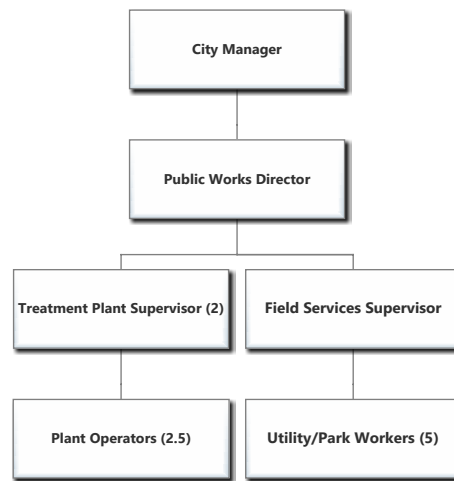 City Manager
Public Works Director
Treatment Plant Supervisor (2)
Field Services Supervisor
Plant Operators (2.5)
Utility/Park Workers (5)